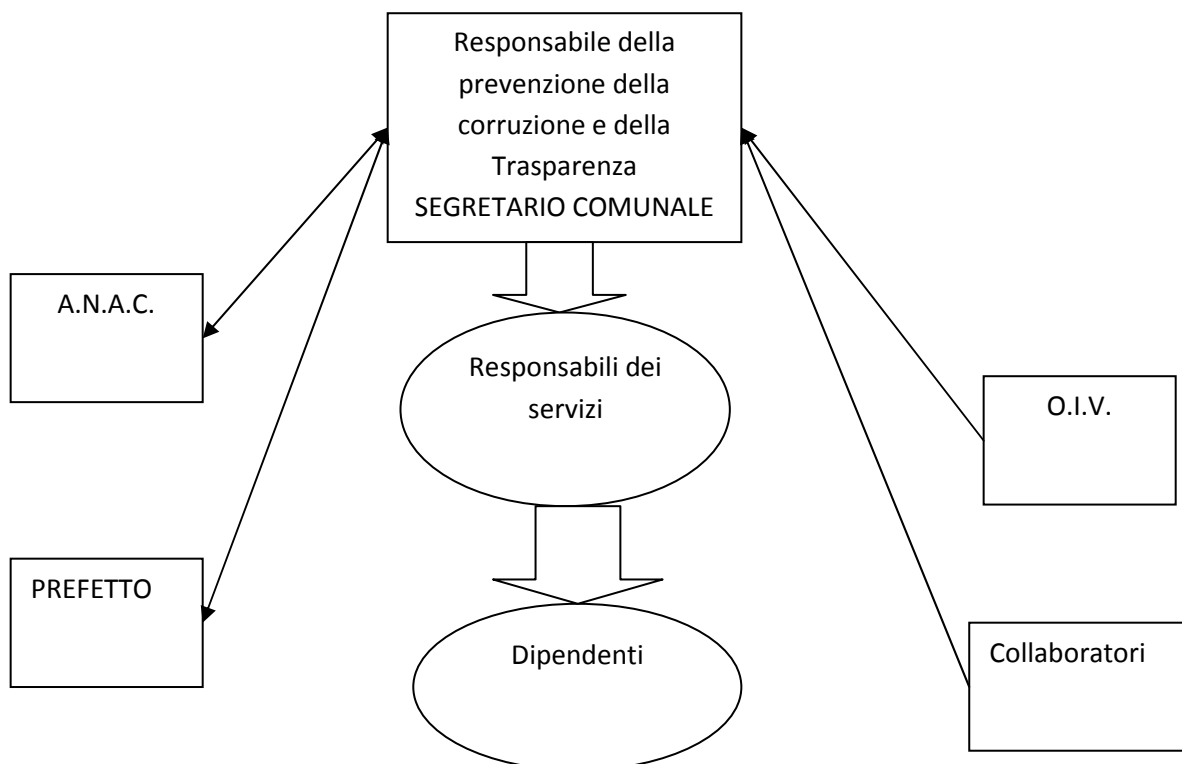 Responsabile della
prevenzione della
corruzione e della
Trasparenza
SEGRETARIO COMUNALE
A.N.A.C.
Responsabili dei
servizi
O.I.V.
PREFETTO
Dipendenti
Collaboratori